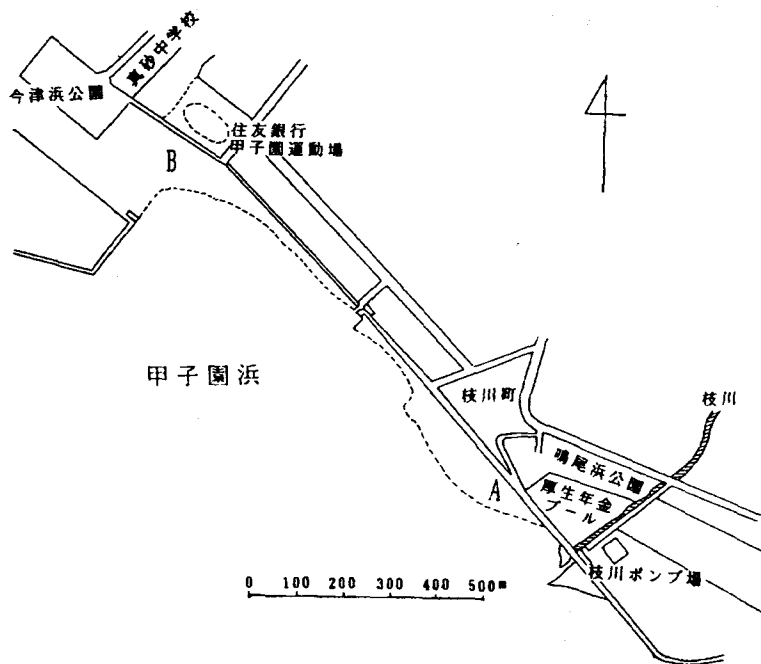 真砂中学校
今津浜公園
住友銀行
甲子園運動場
B
甲子園浜
枝川町
枝川
鳴尾浜公園
A
厚生年金
プール
枝川ポンプ場
0 100 200 300 400 500m